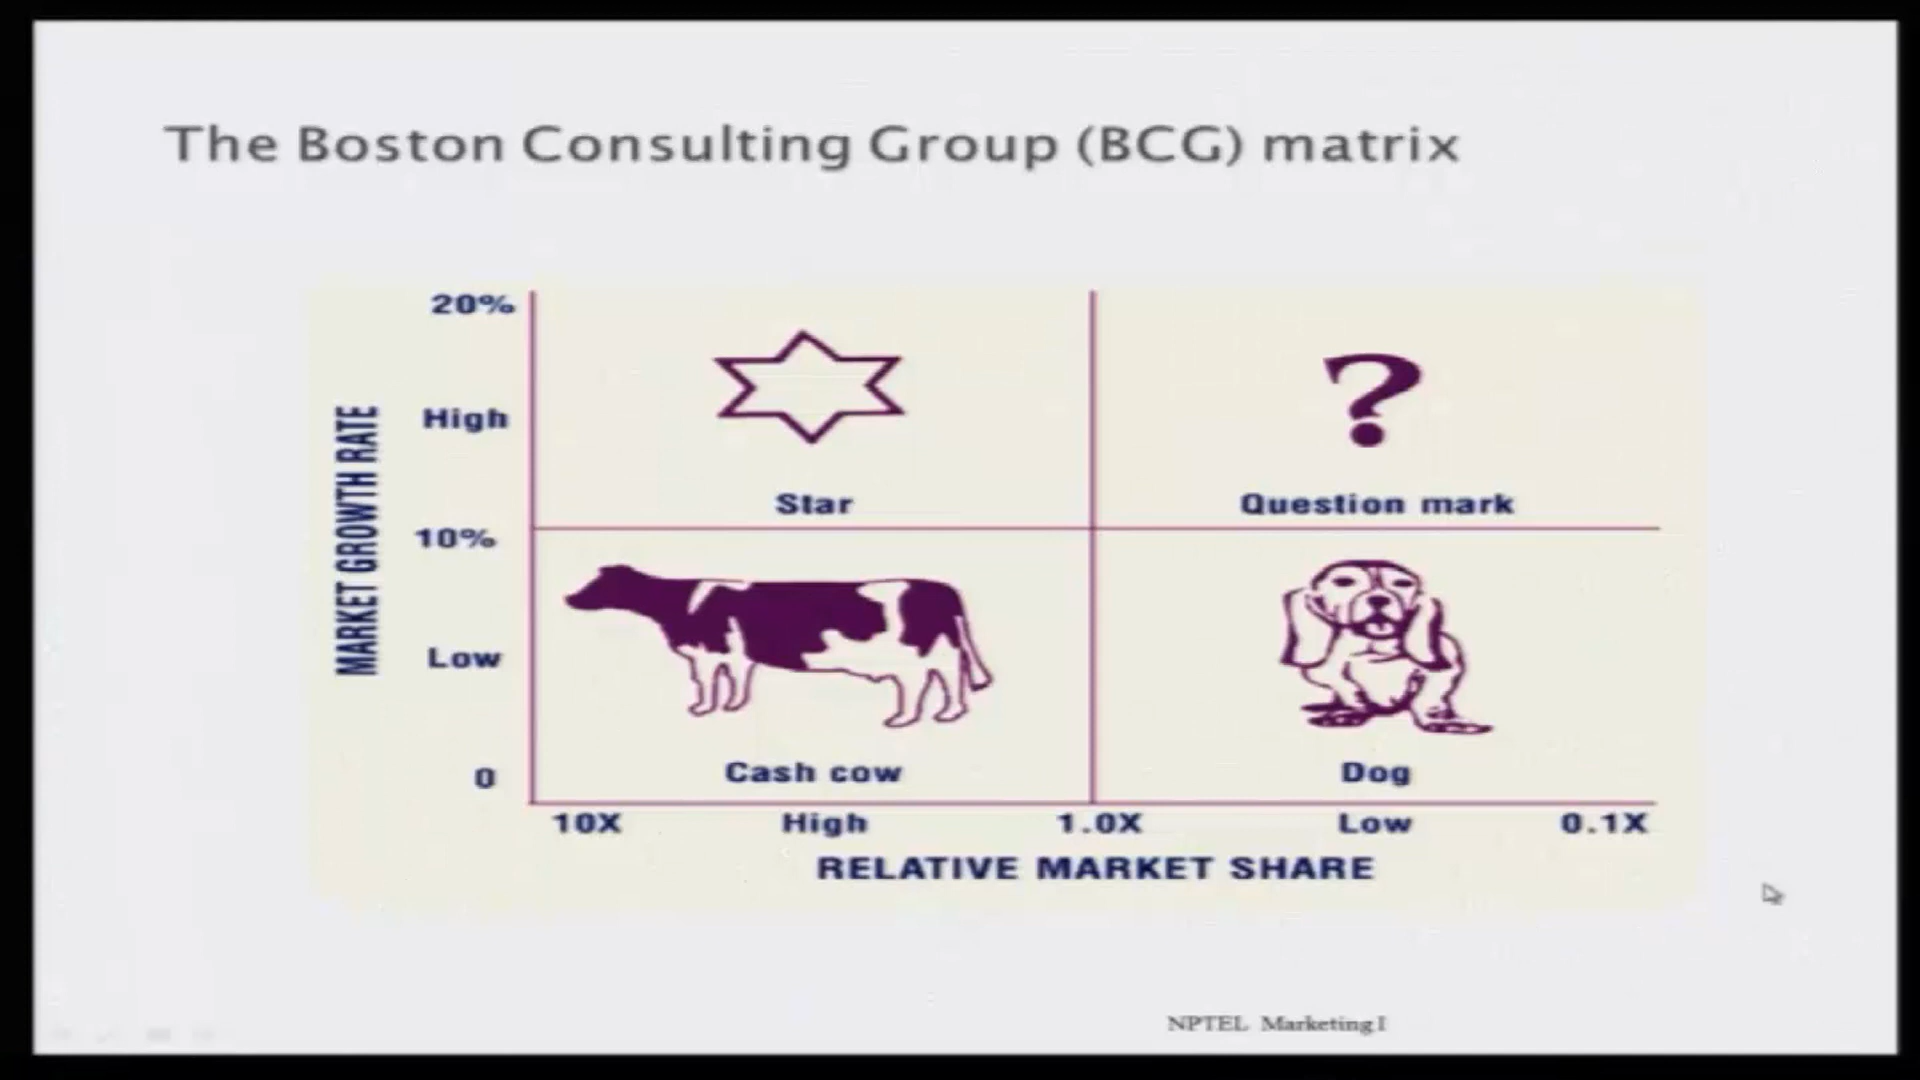 The Boston Consulting Group (BCG) matrix
20%
High
10%
Low
0
MARKET GROWTH RATE
?
Star
Question mark
Cash cow
Dog
10X High 1.0X Low 0.1X
RELATIVE MARKET SHARE
NPTEL Marketing I